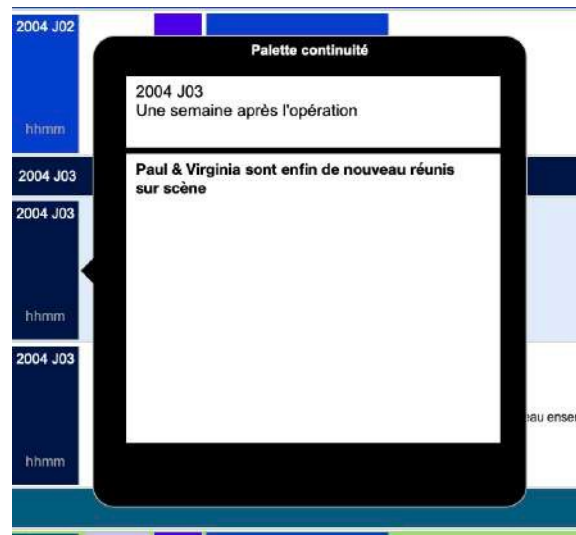 2004 J02
hhmm
2004 J03
2004 J03
hhmm
2004 J03
hhmm
Palette continuité
2004 J03
Une semaine après l'opération
Paul & Virginia sont enfin de nouveau réunis
sur scène